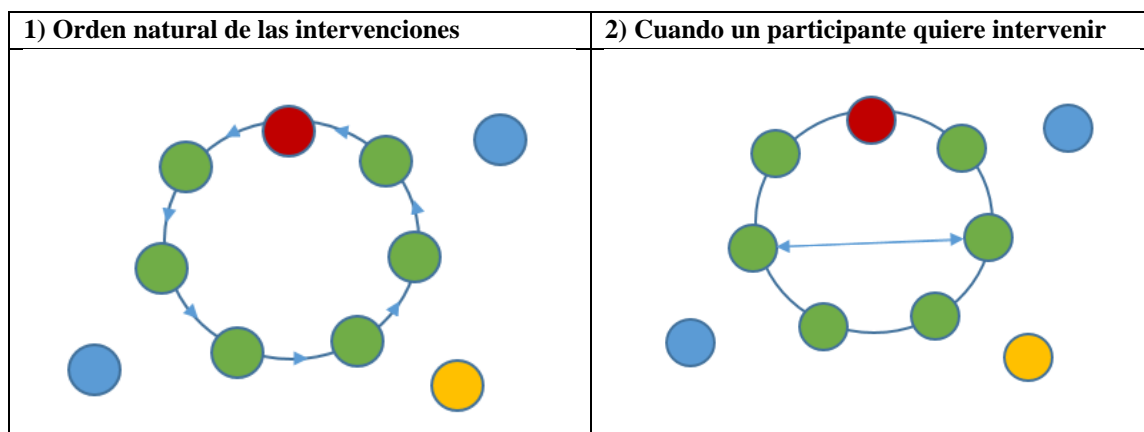 1) Orden natural de las intervenciones
2) Cuando un participante quiere intervenir